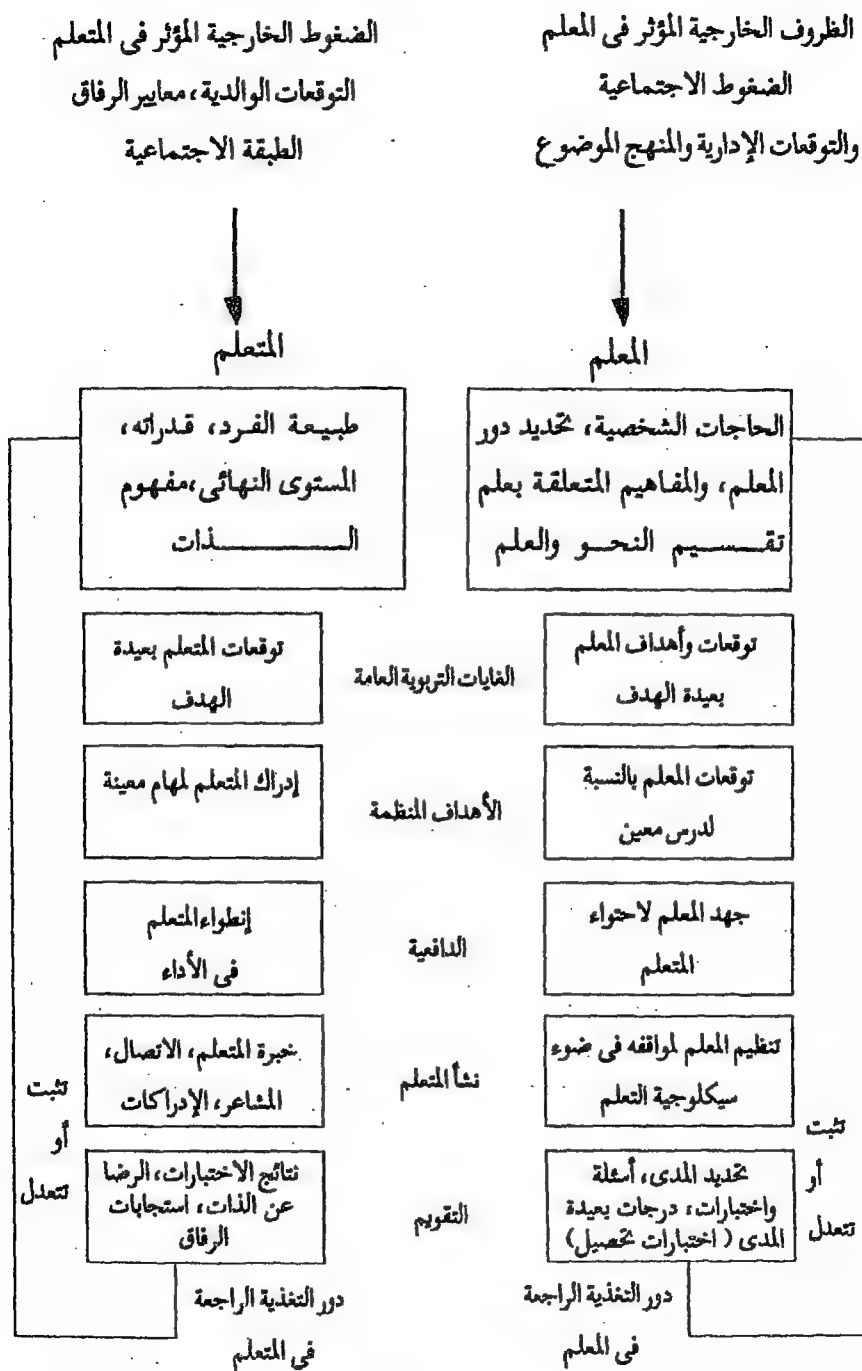 الظروف الخارجية المؤثر فى المعلم
الضغوط الاجتماعية
والتوقعات الإدارية والمنهج الموضوع
الضغوط الخارجية المؤثر فى المتعلم
التوقعات الوالدية، معايير الرفاق
الطبقة الاجتماعية
المعلم
المتعلم
الحاجات الشخصية، تحديد دور
المعلم، والمفاهيم المتعلقة بعلم
تقسيم النحو والعلم
طبيعة الفرد، قدراته،
المستوى النهائى، مفهوم
الــــــــذات
توقعات وأهداف المعلم
بعيدة الهدف
الغايات التربوية العامة
توقعات المتعلم بعيدة
الهدف
توقعات المعلم بالنسبة
لدرس معين
الأهداف المنظمة
إدراك المتعلم لمهام معينة
جهد المعلم لاحتواء
المتعلم
الدافعية
إنطواء المتعلم
فى الأداء
تنظيم المعلم لمواقفه فى ضوء
سيكلوجية التعلم
نشأ المتعلم
خبرة المتعلم، الاتصال،
المشاعر، الإدراكات
تحديد المدى، أسئلة
واختبارات، درجات بعيدة
المدى (اختبارات تحصيل)
التقويم
نتائج الاختبارات، الرضا
عن الذات، استجابات
الرفاق
تثبت
أو
تتعدل
تثبت
أو
تتعدل
دور التغذية الراجعة
فى المعلم
دور التغذية الراجعة
فى المتعلم